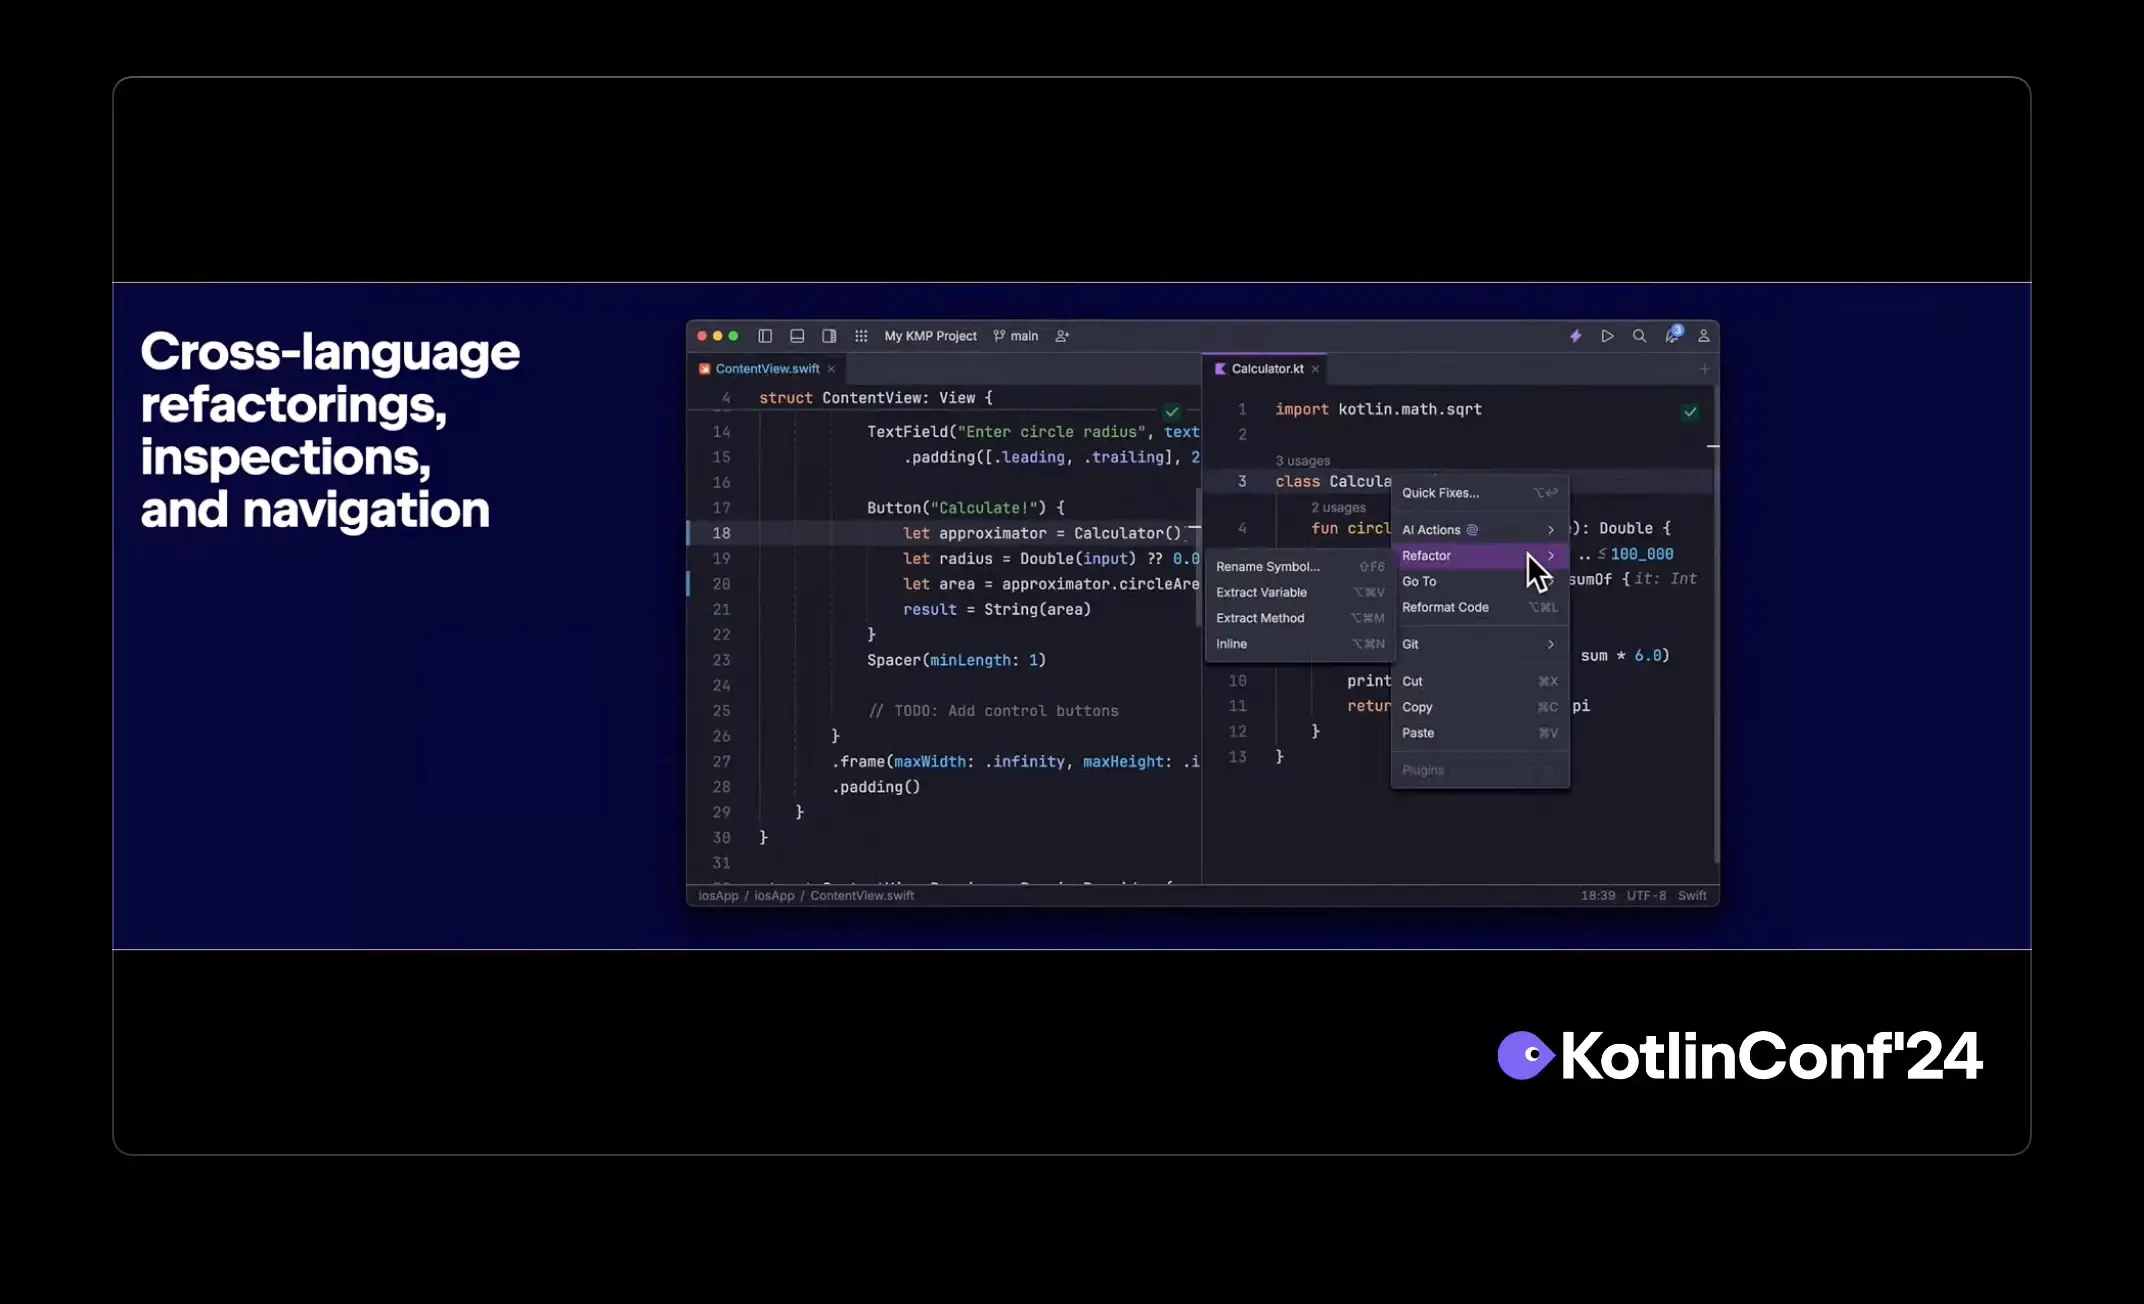 Cross-language
refactorings,
inspections,
and navigation
My KMP Project
main
3
ContentView.swift
4 struct ContentView: View {
14 TextField("Enter circle radius", text
15 .padding([.leading, .trailing], 2
16
17 Button("Calculate!") {
18 let approximator = Calculator()
19 let radius = Double(input) ?? 0.0
20 let area = approximator.circleAre
21 result = String(area)
22 }
23 Spacer(minLength: 1)
24
25 // TODO: Add control buttons
26 }
27 .frame(maxWidth: .infinity, maxHeight: .i
28 .padding()
29 }
30 }
31
Calculator.kt
1 import kotlin.math.sqrt
2
3 usages
3 class Calcula
2 usages
4 fun circl ): Double {
.. ≤ 100_000
sumOf { it: Int
sum * 6.0)
10 print
11 retur pi
12 }
13 }
Quick Fixes... ⌥↩
AI Actions
Refactor
Go To
Reformat Code ⌥⌘L
Git
Cut ⌘X
Copy ⌘C
Paste ⌘V
Plugins
Rename Symbol... ⇧F6
Extract Variable ⌥⌘V
Extract Method ⌥⌘M
Inline ⌥⌘N
iosApp / iosApp / ContentView.swift
18:39 UTF-8 Swift
KotlinConf'24